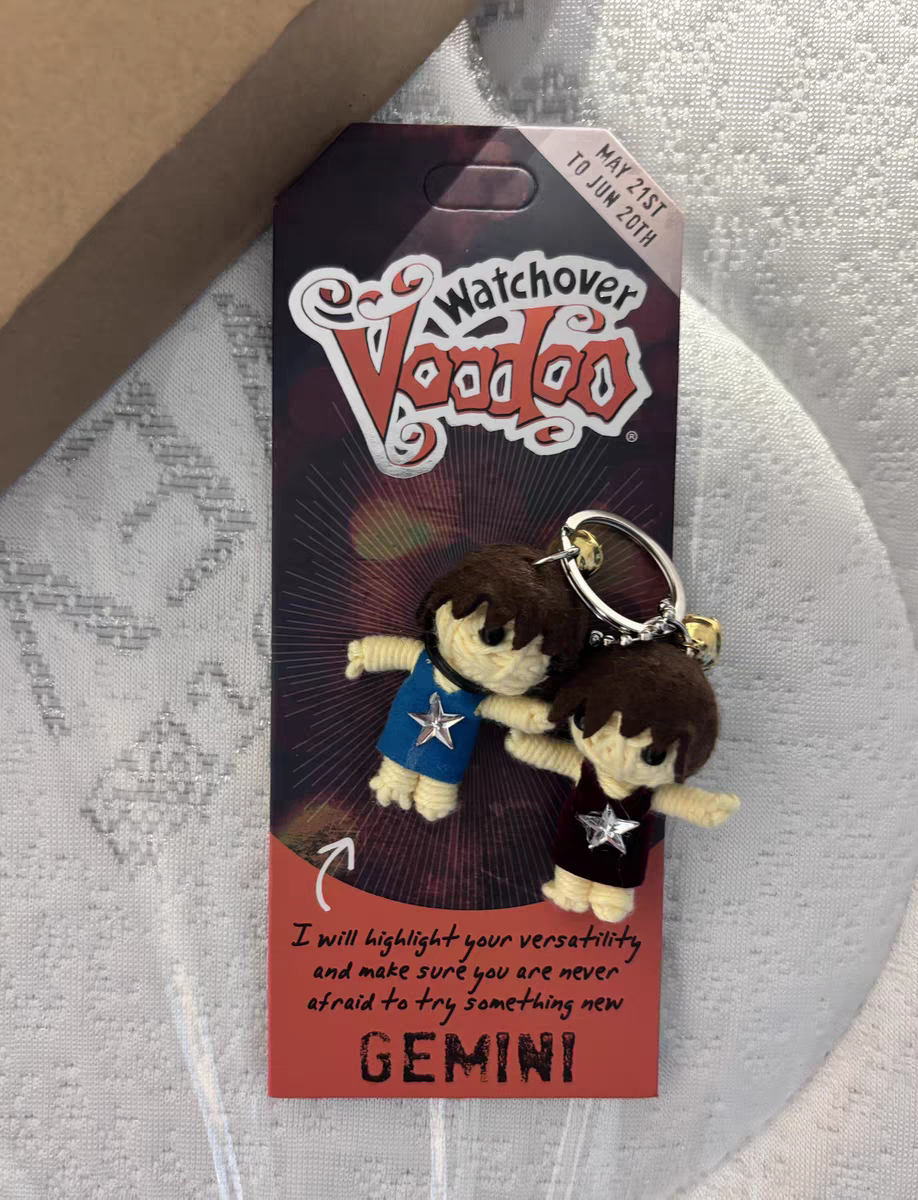 MAY 21ST
TO JUN 20TH
Watchover
Voodoo
®
I will highlight your versatility
and make sure you are never
afraid to try something new
GEMINI